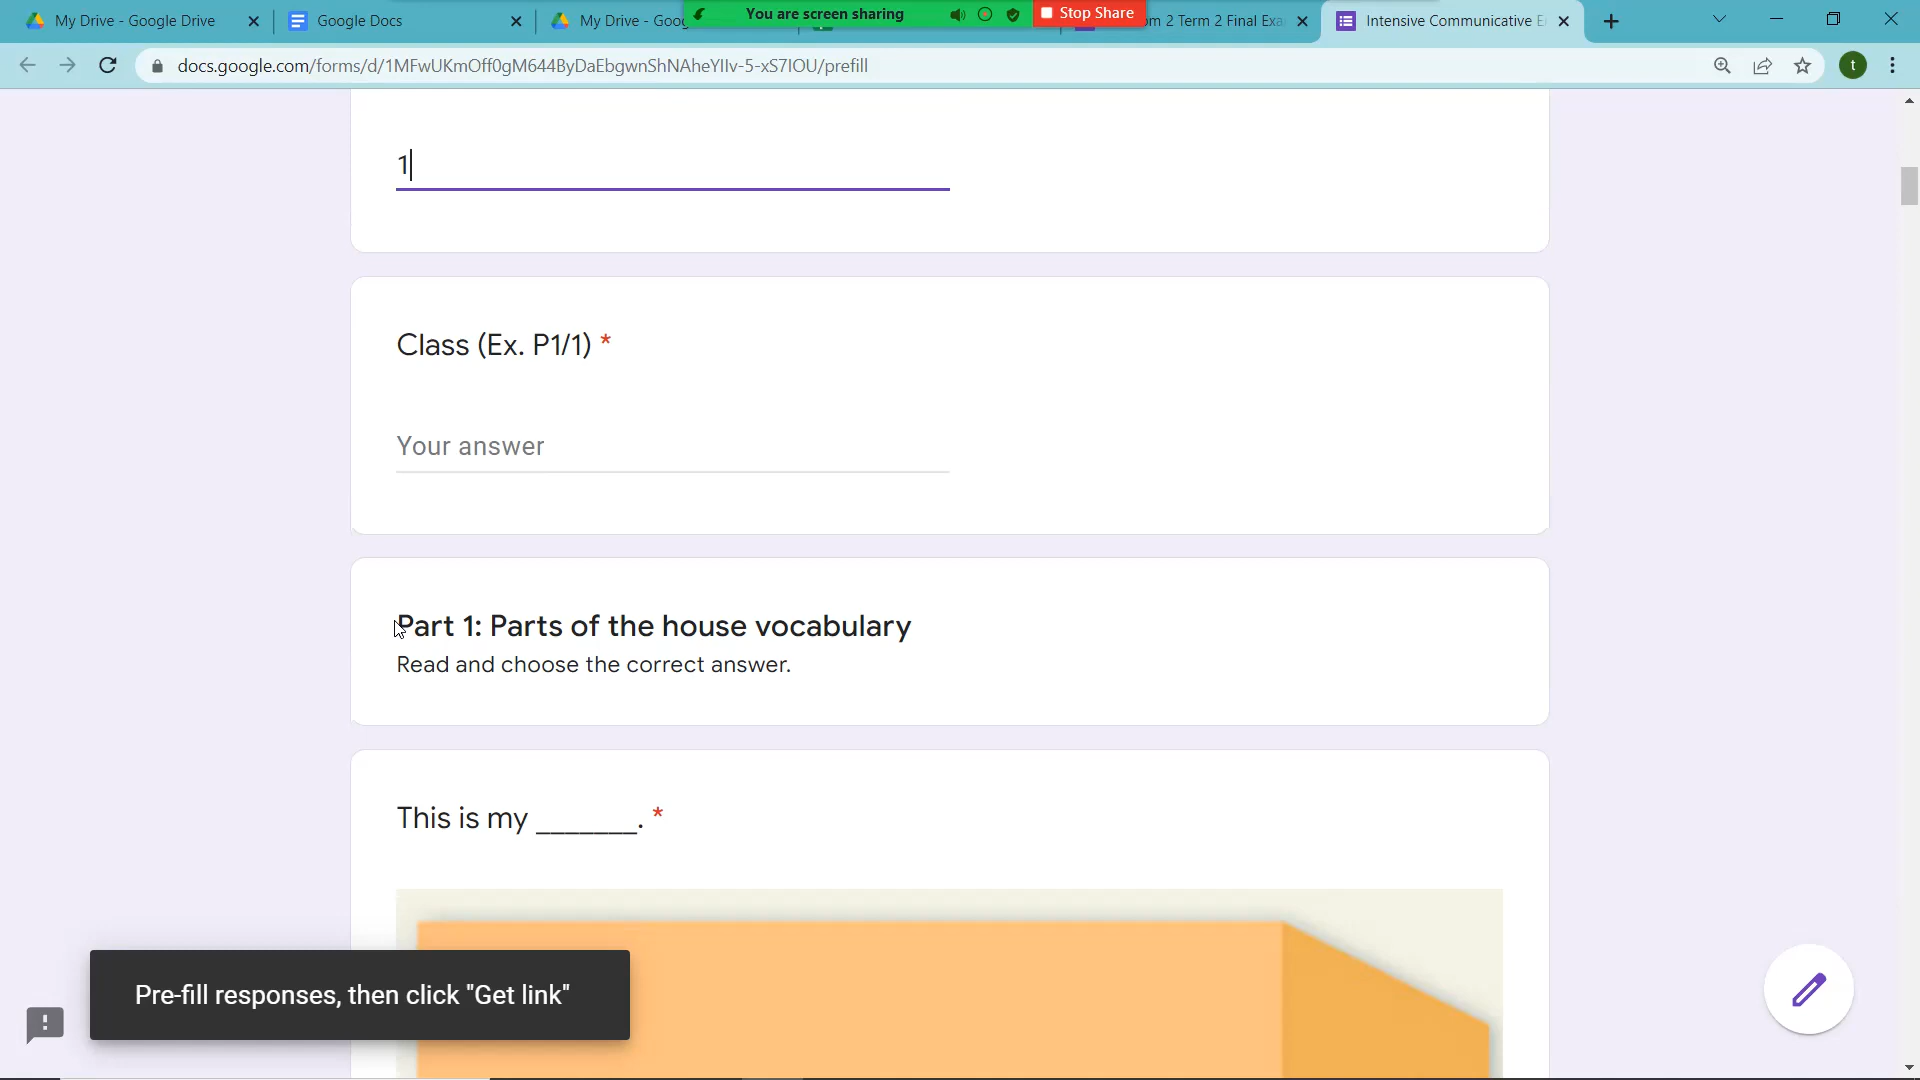 My Drive - Google Drive
Google Docs
My Drive - Goog
You are screen sharing
Stop Share
om 2 Term 2 Final Exa
Intensive Communicative E
docs.google.com/forms/d/1MFwUKmOff0gM644ByDaEbgwnShNAheYIIv-5-xS7IOU/prefill
t
1
Class (Ex. P1/1) *
Your answer
Part 1: Parts of the house vocabulary
Read and choose the correct answer.
This is my _______. *
Pre-fill responses, then click "Get link"